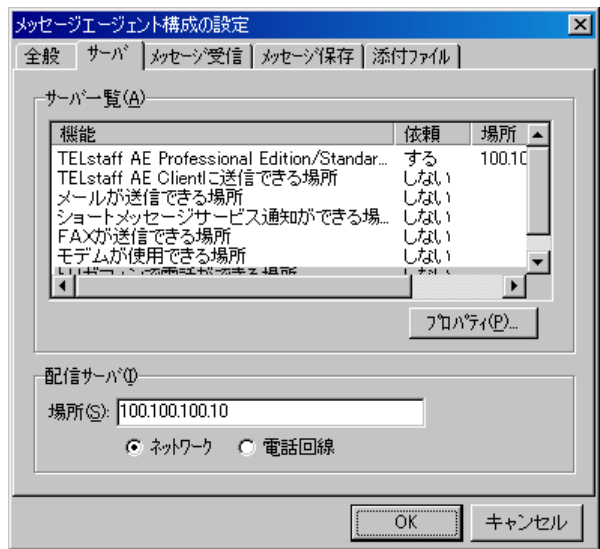 メッセージエージェント構成の設定
全般 サーバ メッセージ受信 メッセージ保存 添付ファイル
サーバ一覧(A)
機能 依頼 場所
TELstaff AE Professional Edition/Standar... する 100.10
TELstaff AE Clientに送信できる場所 しない
メールが送信できる場所 しない
ショートメッセージサービス通知ができる場... しない
FAXが送信できる場所 しない
モデムが使用できる場所 しない
プロパティ(P)...
配信サーバ(I)
場所(S): 100.100.100.10
ネットワーク 電話回線
OK キャンセル